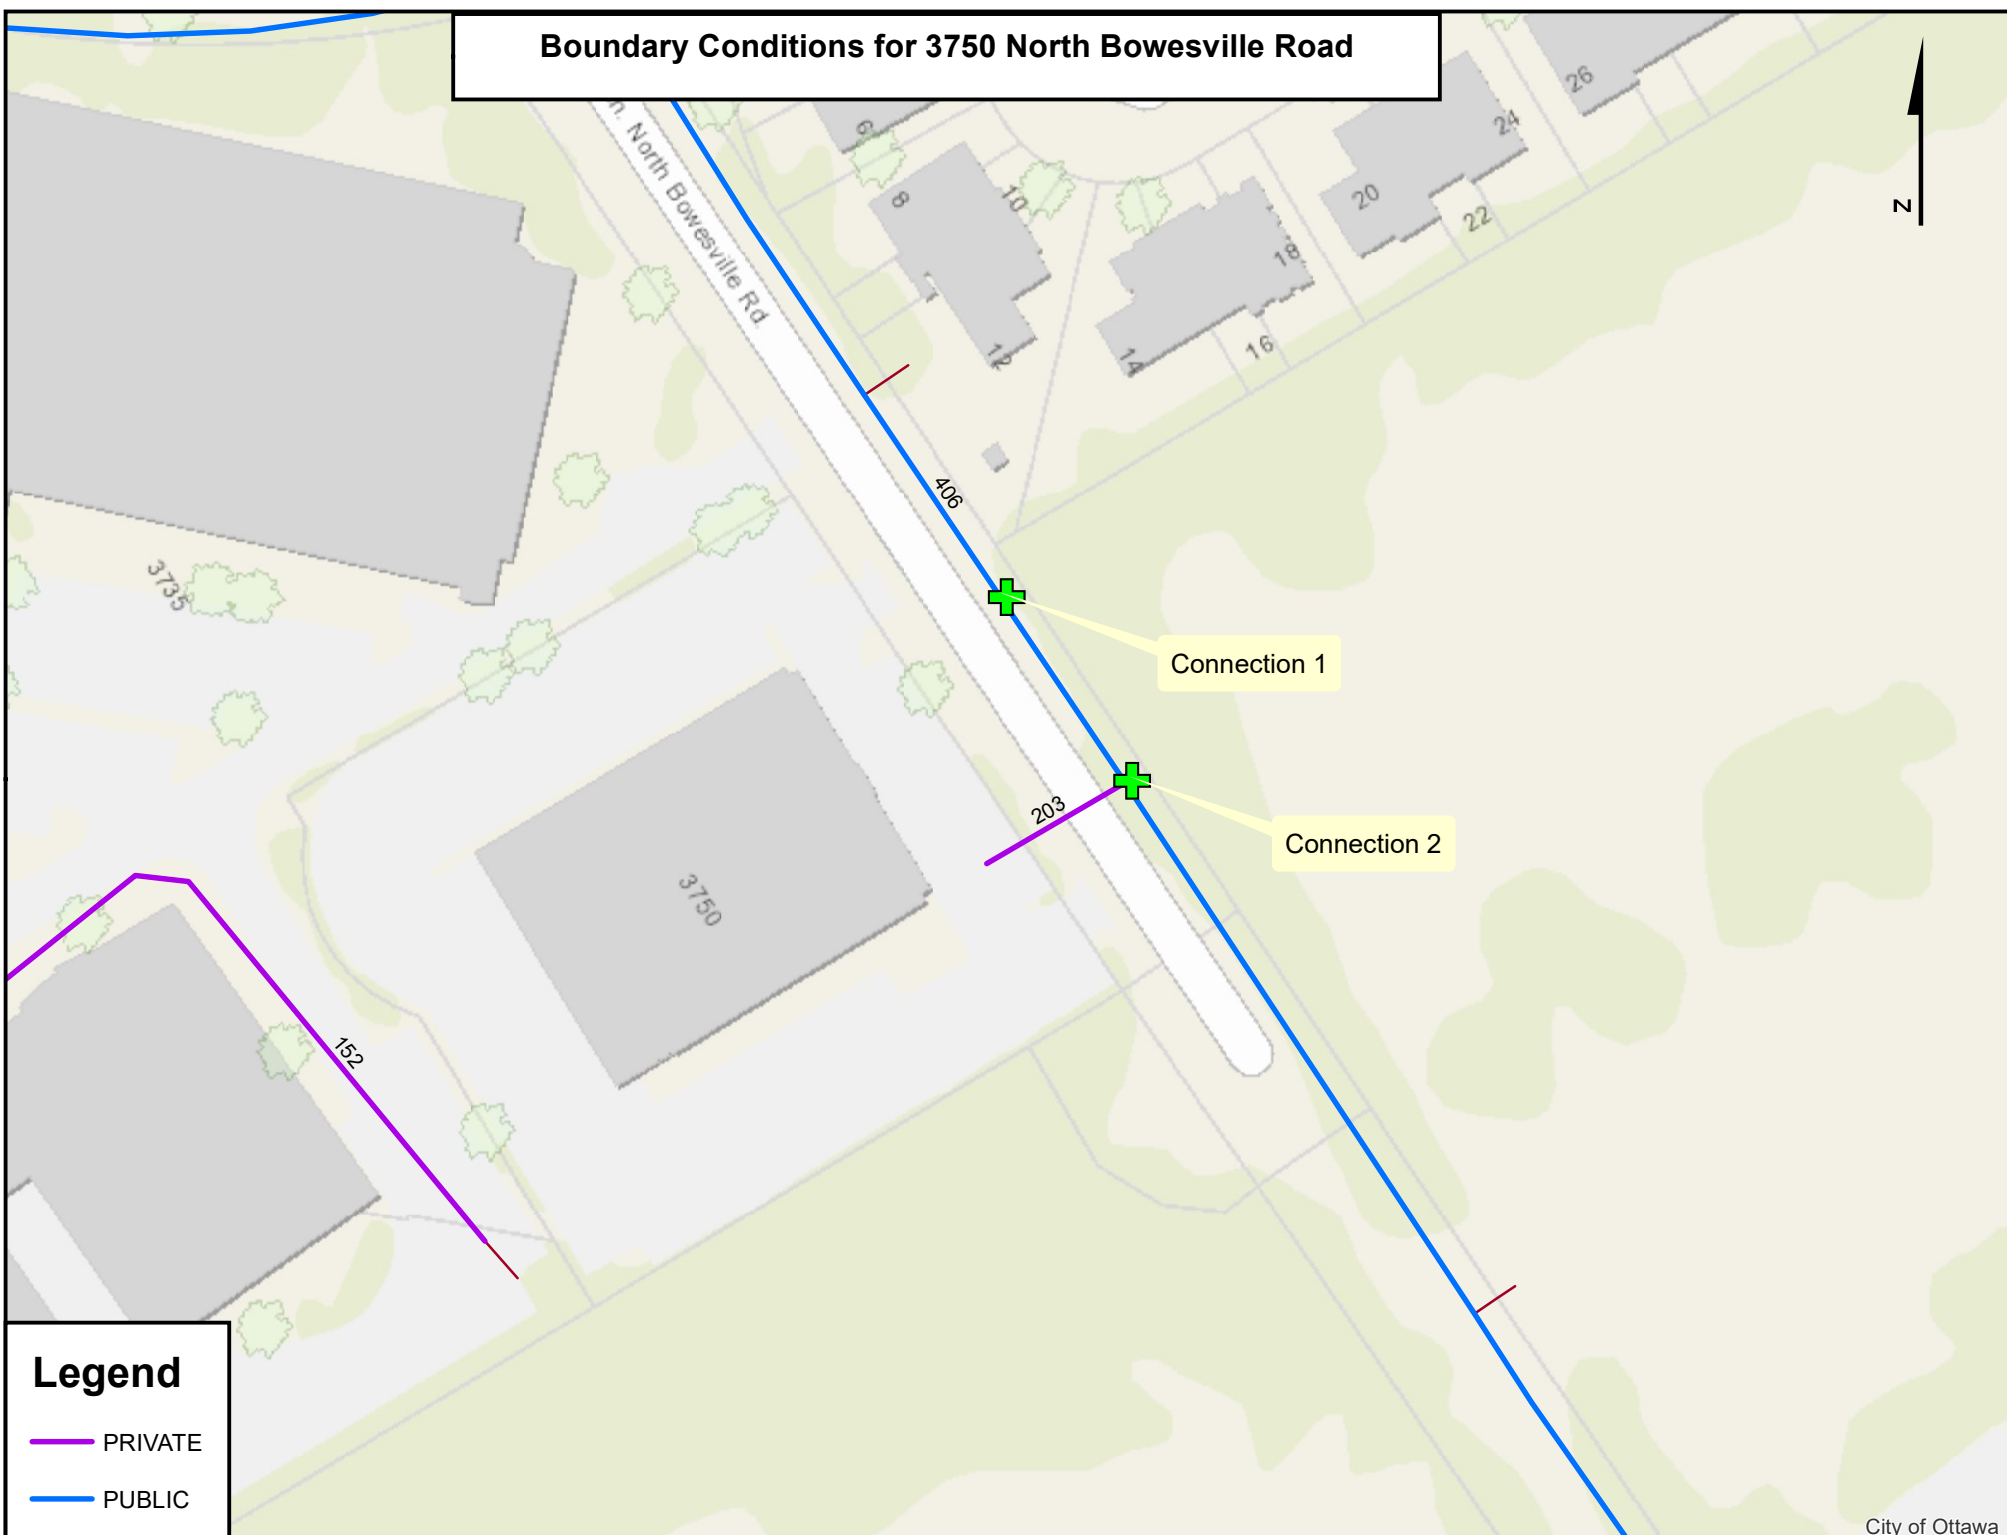 Boundary Conditions for 3750 North Bowesville Road
n. North Bowesville Rd.
6
8
10
12
14
16
18
20
22
24
26
N
406
3735
Connection 1
203
Connection 2
3750
152
Legend
PRIVATE
PUBLIC
City of Ottawa